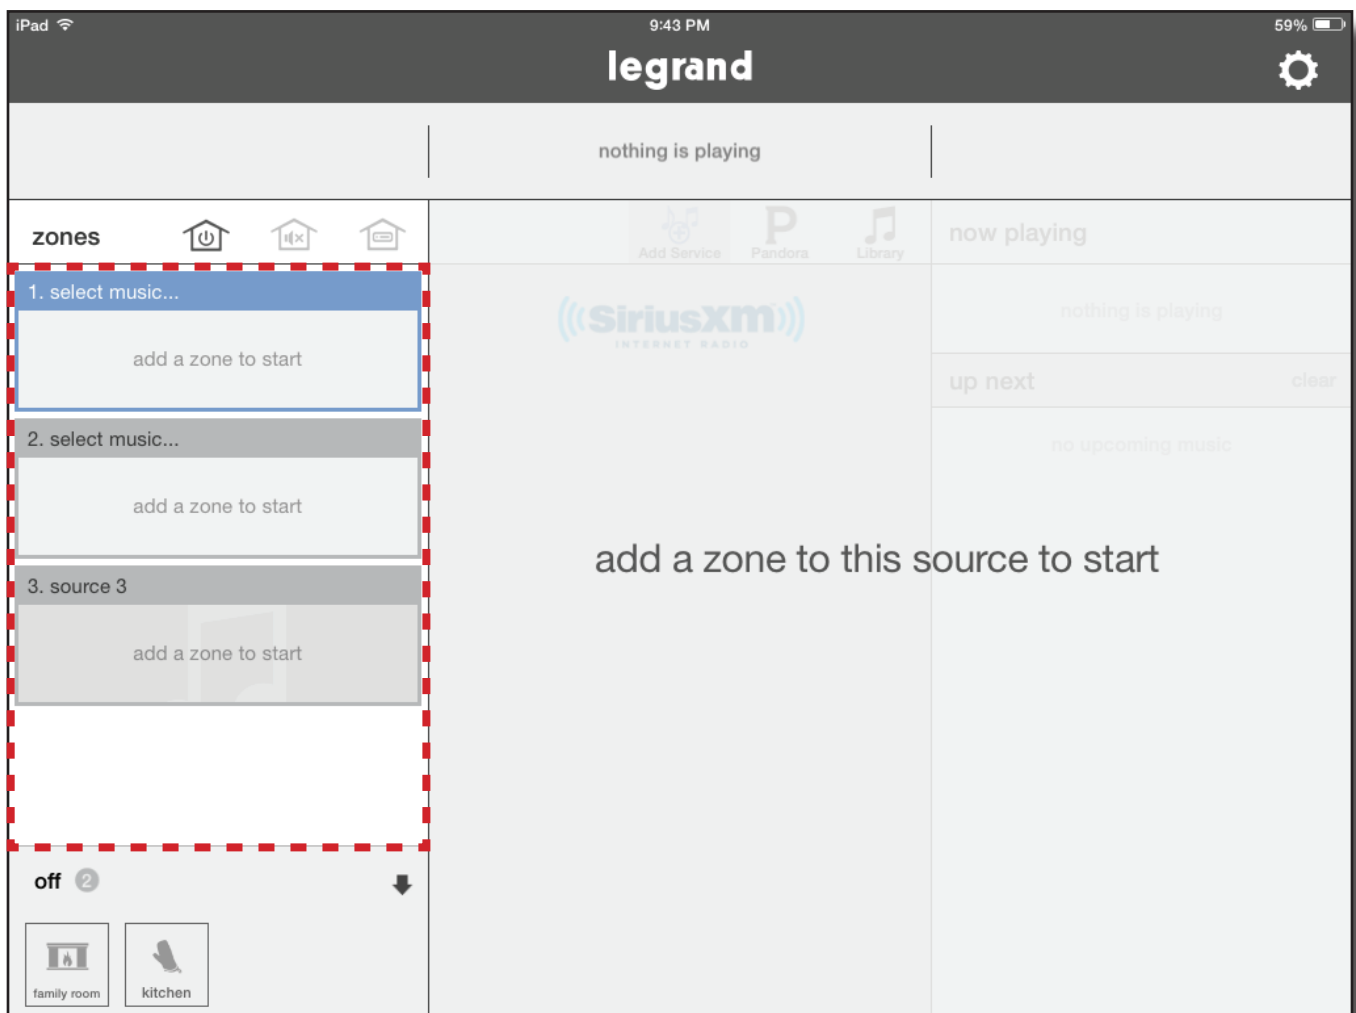 iPad 9:43 PM 59%
legrand
nothing is playing
zones
Add Service Pandora Library
now playing
1. select music...
add a zone to start
((SiriusXM))
INTERNET RADIO
nothing is playing
up next clear
2. select music...
add a zone to start
no upcoming music
add a zone to this source to start
3. source 3
add a zone to start
off 2
family room
kitchen